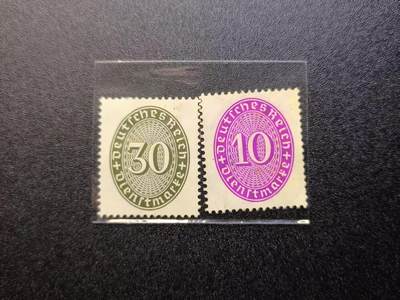 Deutsches Reich
30
Dienstmarke
Deutsches Reich
10
Dienstmarke